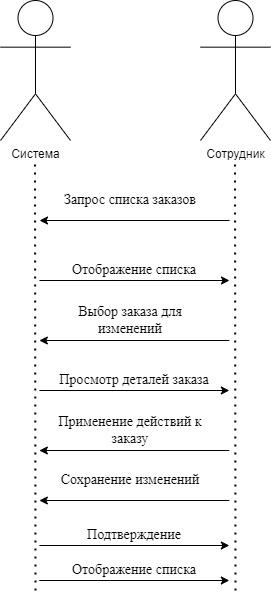 Система
Сотрудник
Запрос списка заказов
Отображение списка
Выбор заказа для
изменений
Просмотр деталей заказа
Применение действий к
заказу
Сохранение изменений
Подтверждение
Отображение списка